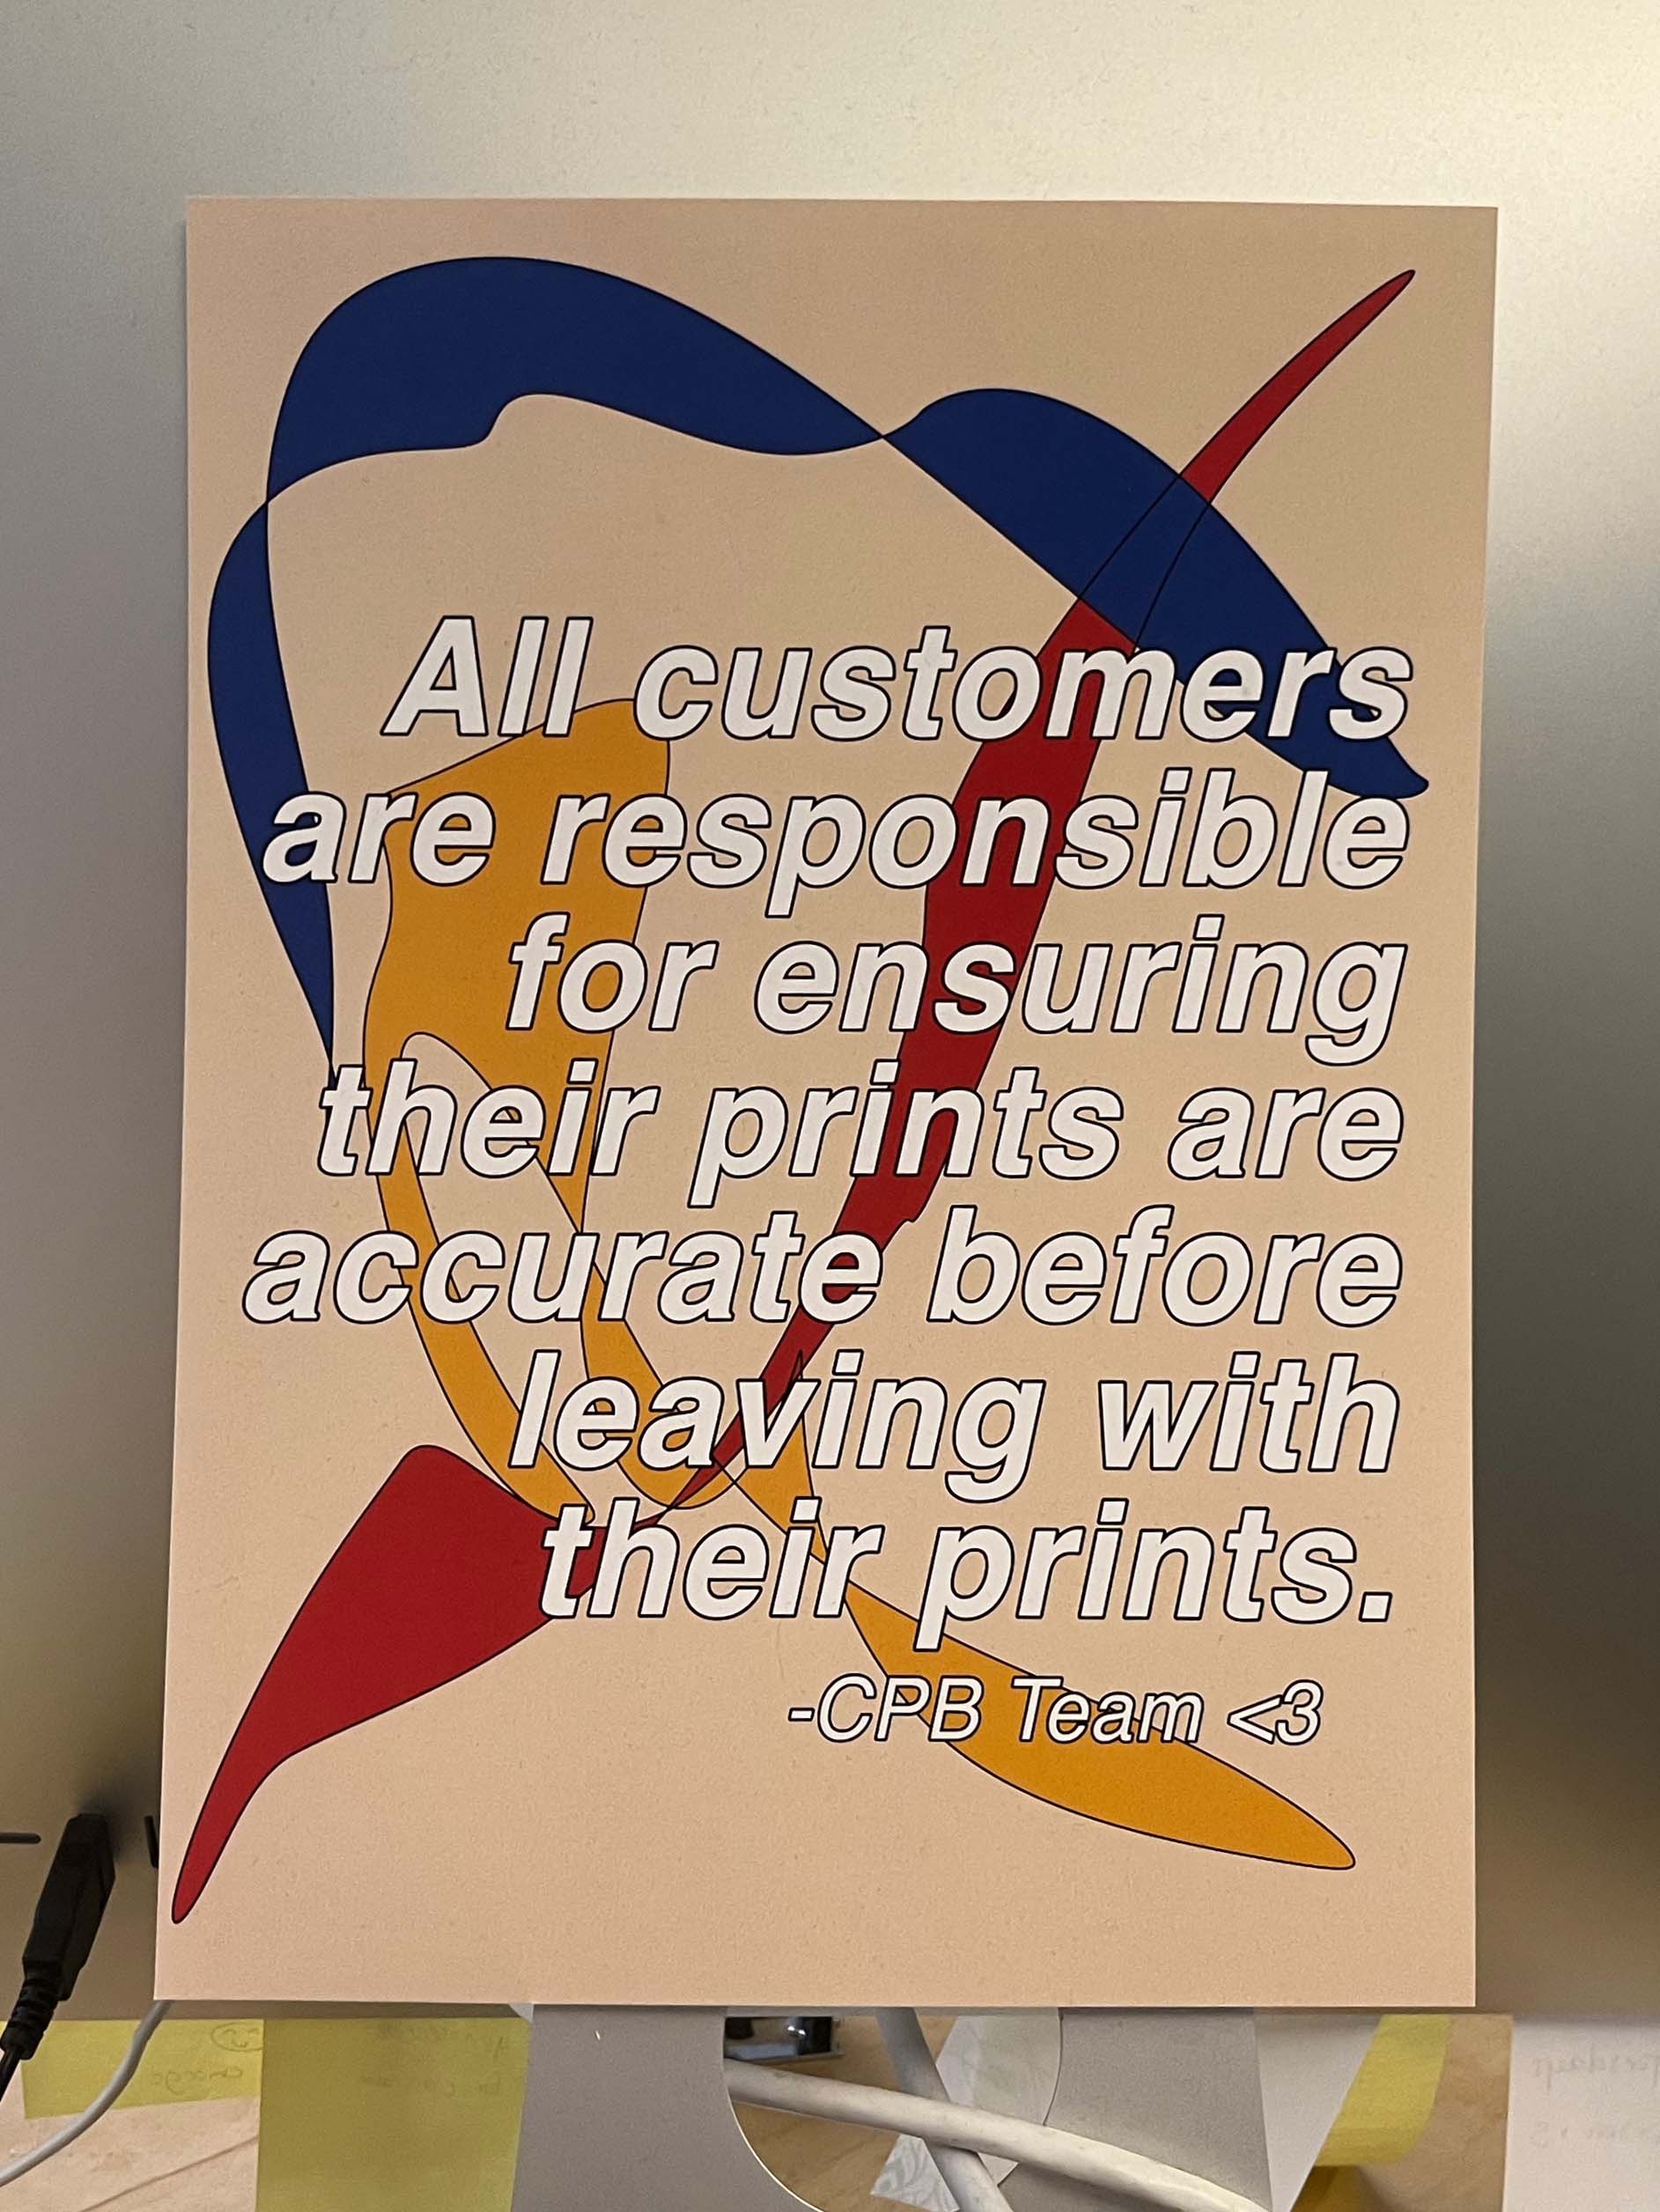 All customers
are responsible
for ensuring
their prints are
accurate before
leaving with
their prints.
-CPB Team <3